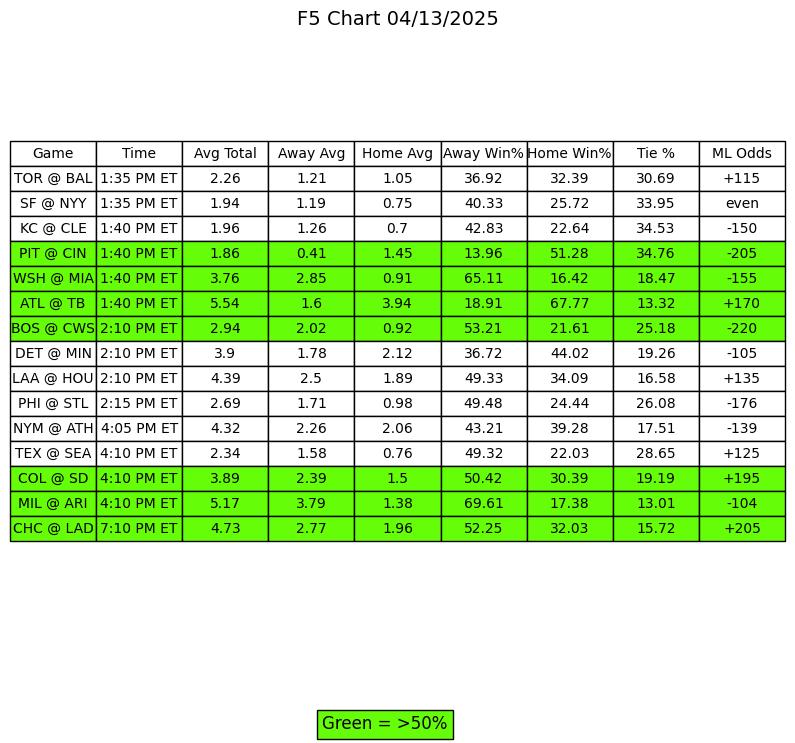 F5 Chart 04/13/2025
Game Time Avg Total Away Avg Home Avg Away Win% Home Win% Tie % ML Odds
TOR @ BAL 1:35 PM ET 2.26 1.21 1.05 36.92 32.39 30.69 +115
SF @ NYY 1:35 PM ET 1.94 1.19 0.75 40.33 25.72 33.95 even
KC @ CLE 1:40 PM ET 1.96 1.26 0.7 42.83 22.64 34.53 -150
PIT @ CIN 1:40 PM ET 1.86 0.41 1.45 13.96 51.28 34.76 -205
WSH @ MIA 1:40 PM ET 3.76 2.85 0.91 65.11 16.42 18.47 -155
ATL @ TB 1:40 PM ET 5.54 1.6 3.94 18.91 67.77 13.32 +170
BOS @ CWS 2:10 PM ET 2.94 2.02 0.92 53.21 21.61 25.18 -220
DET @ MIN 2:10 PM ET 3.9 1.78 2.12 36.72 44.02 19.26 -105
LAA @ HOU 2:10 PM ET 4.39 2.5 1.89 49.33 34.09 16.58 +135
PHI @ STL 2:15 PM ET 2.69 1.71 0.98 49.48 24.44 26.08 -176
NYM @ ATH 4:05 PM ET 4.32 2.26 2.06 43.21 39.28 17.51 -139
TEX @ SEA 4:10 PM ET 2.34 1.58 0.76 49.32 22.03 28.65 +125
COL @ SD 4:10 PM ET 3.89 2.39 1.5 50.42 30.39 19.19 +195
MIL @ ARI 4:10 PM ET 5.17 3.79 1.38 69.61 17.38 13.01 -104
CHC @ LAD 7:10 PM ET 4.73 2.77 1.96 52.25 32.03 15.72 +205
Green = >50%